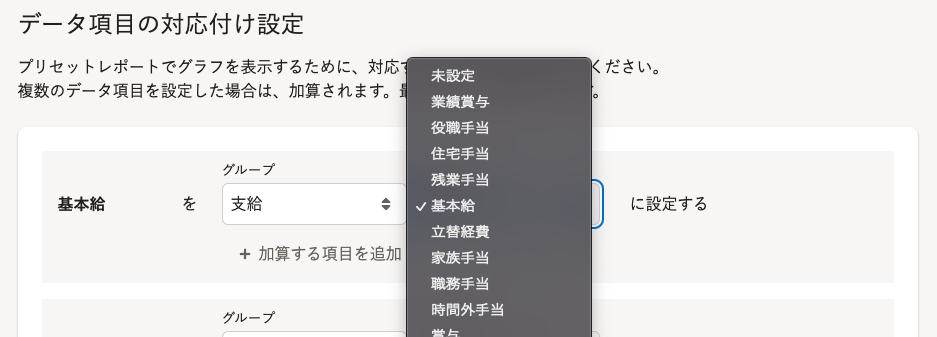 データ項目の対応付け設定
プリセットレポートでグラフを表示するために、対応す
ください。
複数のデータ項目を設定した場合は、加算されます。
未設定
業績賞与
役職手当
住宅手当
残業手当
✓ 基本給
立替経費
家族手当
職務手当
時間外手当
賞与
グループ
基本給 を 支給 に設定する
+ 加算する項目を追加
グループ